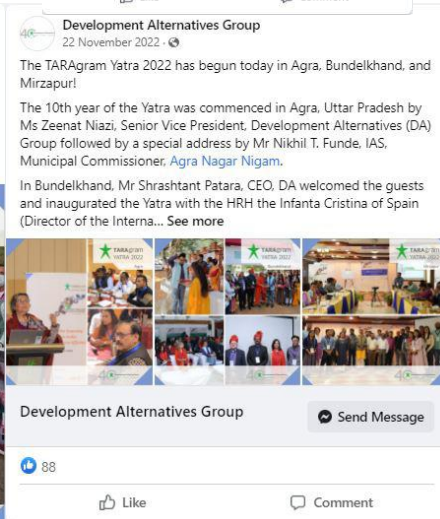 Development Alternatives Group
22 November 2022 ·
The TARAgram Yatra 2022 has begun today in Agra, Bundelkhand, and
Mirzapur!
The 10th year of the Yatra was commenced in Agra, Uttar Pradesh by
Ms Zeenat Niazi, Senior Vice President, Development Alternatives (DA)
Group followed by a special address by Mr Nikhil T. Funde, IAS,
Municipal Commissioner, Agra Nagar Nigam.
In Bundelkhand, Mr Shrashtant Patara, CEO, DA welcomed the guests
and inaugurated the Yatra with the HRH the Infanta Cristina of Spain
(Director of the Interna... See more
TARAgram
YATRA 2022
Agra
TARAgram
YATRA 2022
Bundelkhand
TARAgram
YATRA 2022
Development Alternatives Group
Send Message
88
Like
Comment